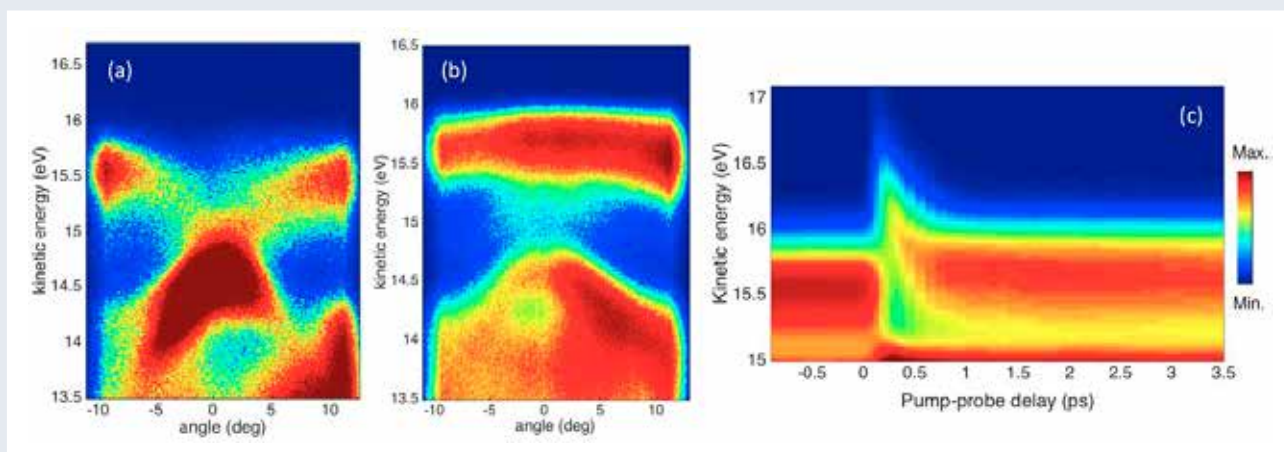 (a)
16.5
16
15.5
15
14.5
14
13.5
kinetic energy (eV)
-10 -5 0 5 10
angle (deg)
(b)
16.5
16
15.5
15
14.5
14
13.5
kinetic energy (eV)
-10 -5 0 5 10
angle (deg)
(c)
17
16.5
16
15.5
15
Kinetic energy (eV)
-0.5 0 0.5 1 1.5 2 2.5 3 3.5
Pump-probe delay (ps)
Max.
Min.